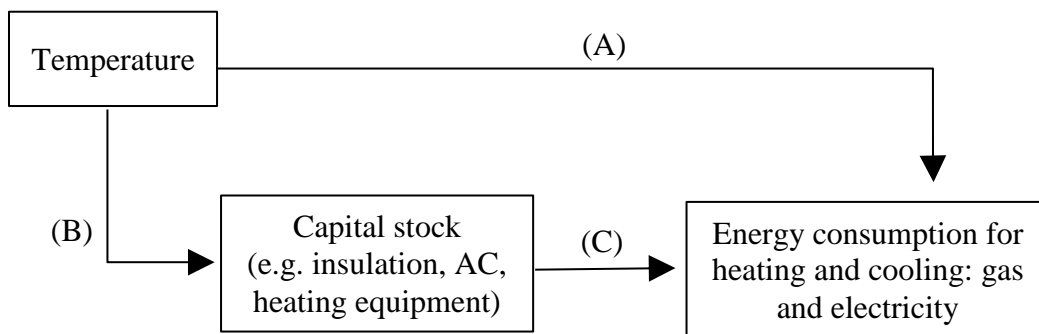 (A)
Temperature
(B)
Capital stock
(e.g. insulation, AC,
heating equipment)
(C)
Energy consumption for
heating and cooling: gas
and electricity